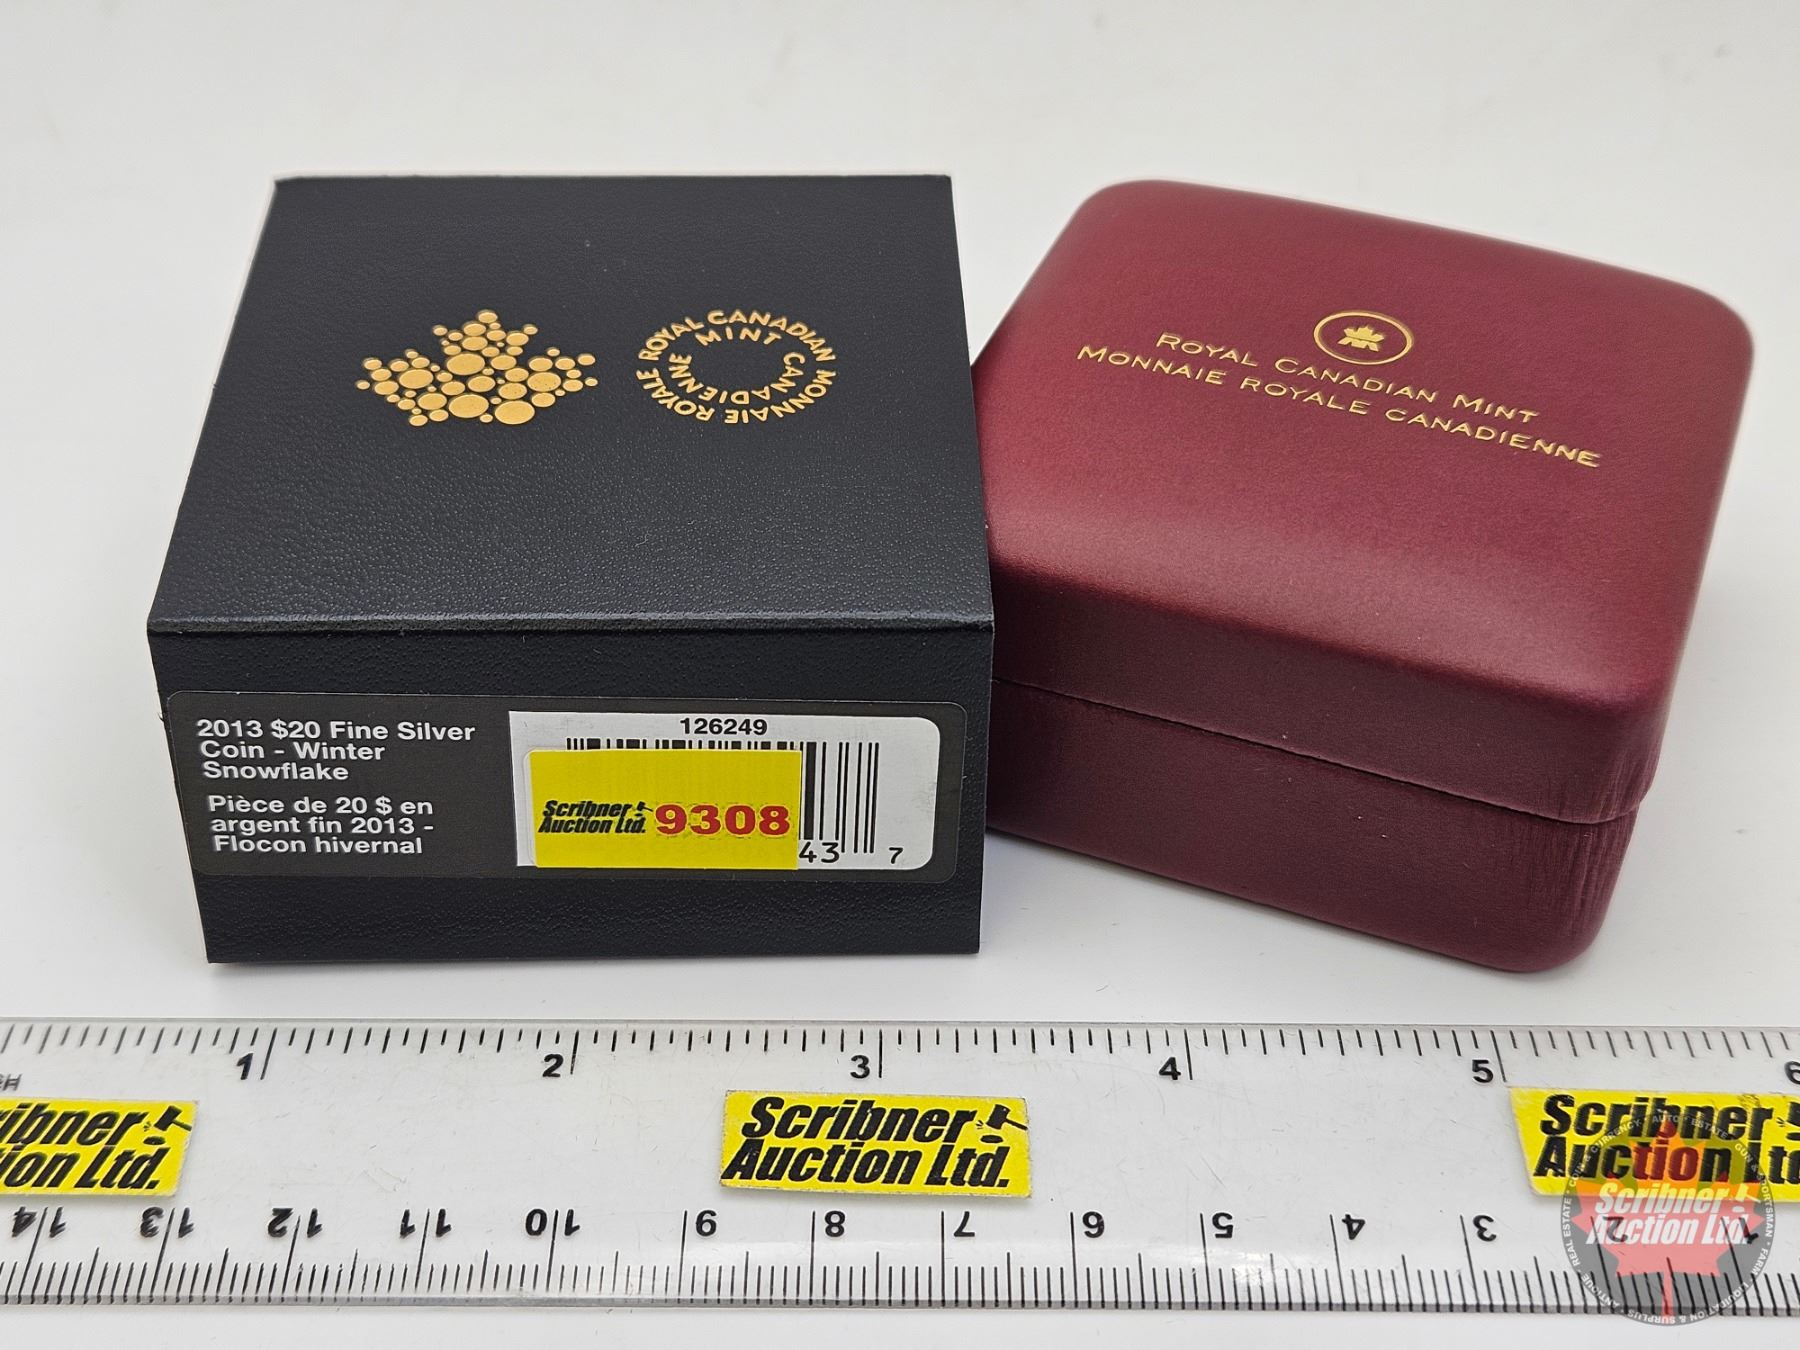 ROYAL CANADIAN MINT
MONNAIE ROYALE CANADIENNE
ROYAL CANADIAN MINT
MONNAIE ROYALE CANADIENNE
2013 $20 Fine Silver
Coin - Winter
Snowflake
Pièce de 20 $ en
argent fin 2013 -
Flocon hivernal
126249
Scribner
Auction Ltd.
9308
43 7
1 2 3 4 5 6
Scribner
Auction Ltd.
Scribner
Auction Ltd.
Scribner
Auction Ltd.
14 13 12 11 10 9 8 7 6 5 4 3 2 1
Scribner
Auction Ltd.